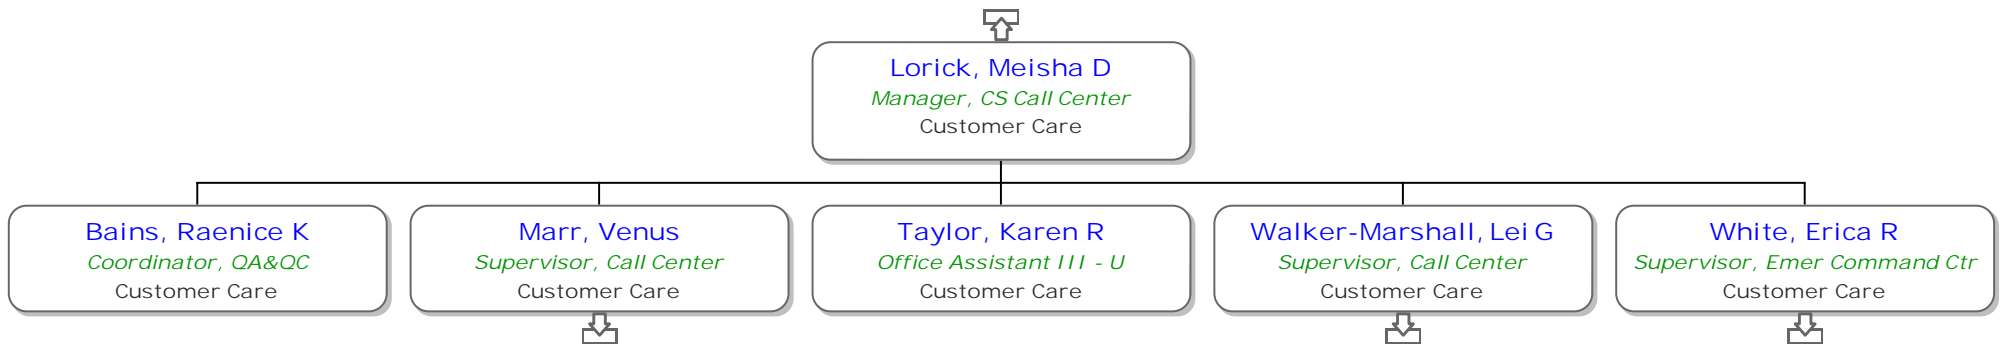 Lorick, Meisha D
Manager, CS Call Center
Customer Care
Bains, Raenice K
Coordinator, QA&QC
Customer Care
Marr, Venus
Supervisor, Call Center
Customer Care
Taylor, Karen R
Office Assistant III - U
Customer Care
Walker-Marshall, Lei G
Supervisor, Call Center
Customer Care
White, Erica R
Supervisor, Emer Command Ctr
Customer Care